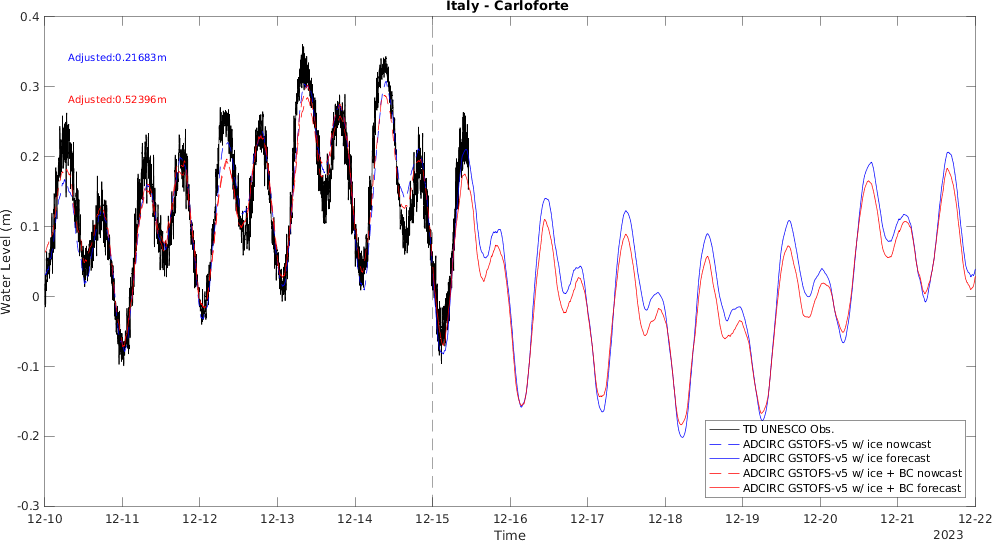 Italy - Carloforte
Adjusted:0.21683m
Adjusted:0.52396m
Water Level (m)
0.4
0.3
0.2
0.1
0
-0.1
-0.2
-0.3
TD UNESCO Obs.
ADCIRC GSTOFS-v5 w/ ice nowcast
ADCIRC GSTOFS-v5 w/ ice forecast
ADCIRC GSTOFS-v5 w/ ice + BC nowcast
ADCIRC GSTOFS-v5 w/ ice + BC forecast
12-10 12-11 12-12 12-13 12-14 12-15 12-16 12-17 12-18 12-19 12-20 12-21 12-22
Time
2023